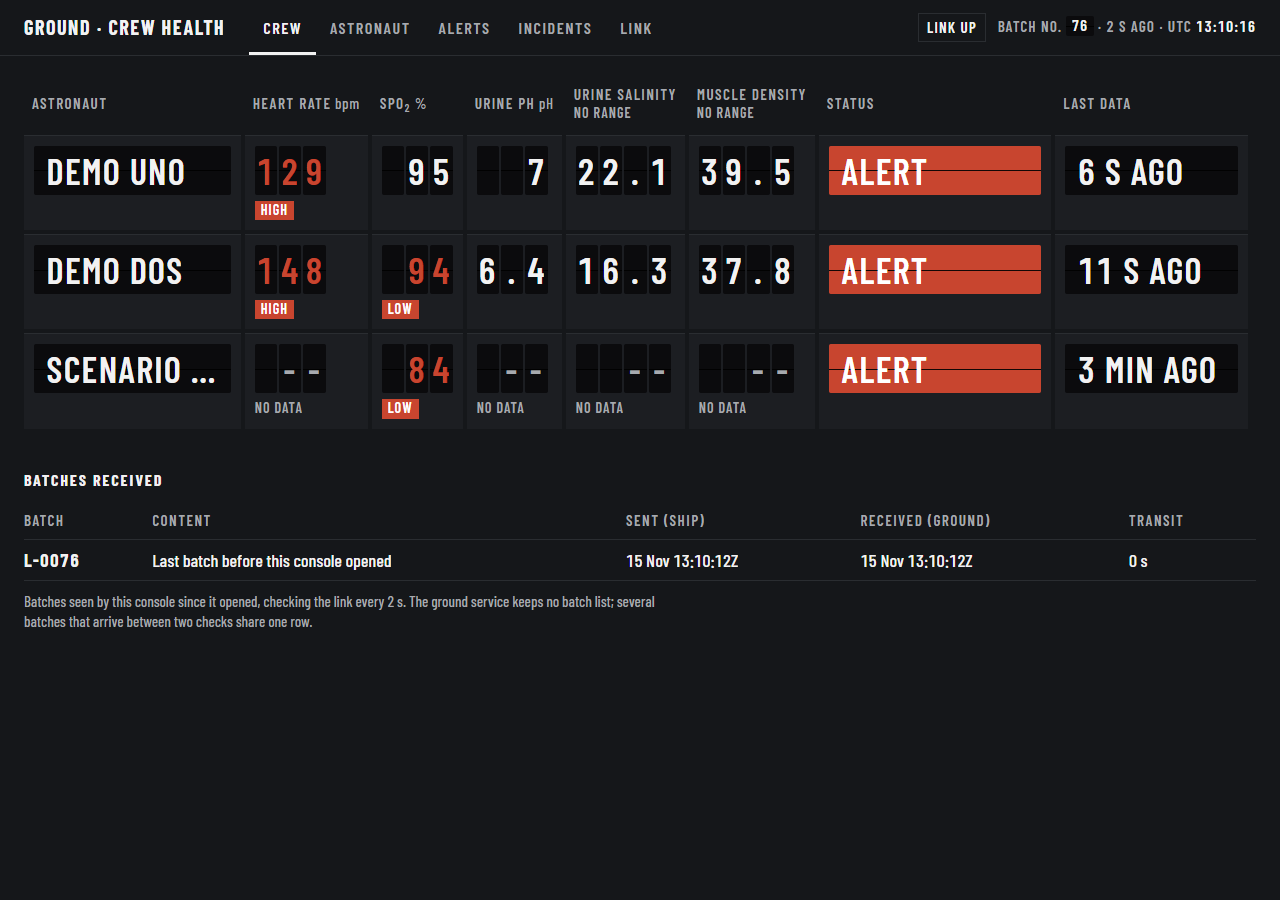 GROUND · CREW HEALTH CREW ASTRONAUT ALERTS INCIDENTS LINK LINK UP BATCH NO. 76 · 2 S AGO · UTC 13:10:16
ASTRONAUT HEART RATE bpm SPO₂ % URINE PH pH URINE SALINITY NO RANGE MUSCLE DENSITY NO RANGE STATUS LAST DATA
DEMO UNO 129 95 7 22.1 39.5 ALERT 6 S AGO
HIGH
DEMO DOS 148 94 6.4 16.3 37.8 ALERT 11 S AGO
HIGH LOW
SCENARIO ... -- 84 -- -- -- ALERT 3 MIN AGO
NO DATA LOW NO DATA NO DATA NO DATA
BATCHES RECEIVED
BATCH CONTENT SENT (SHIP) RECEIVED (GROUND) TRANSIT
L-0076 Last batch before this console opened 15 Nov 13:10:12Z 15 Nov 13:10:12Z 0 s
Batches seen by this console since it opened, checking the link every 2 s. The ground service keeps no batch list; several
batches that arrive between two checks share one row.